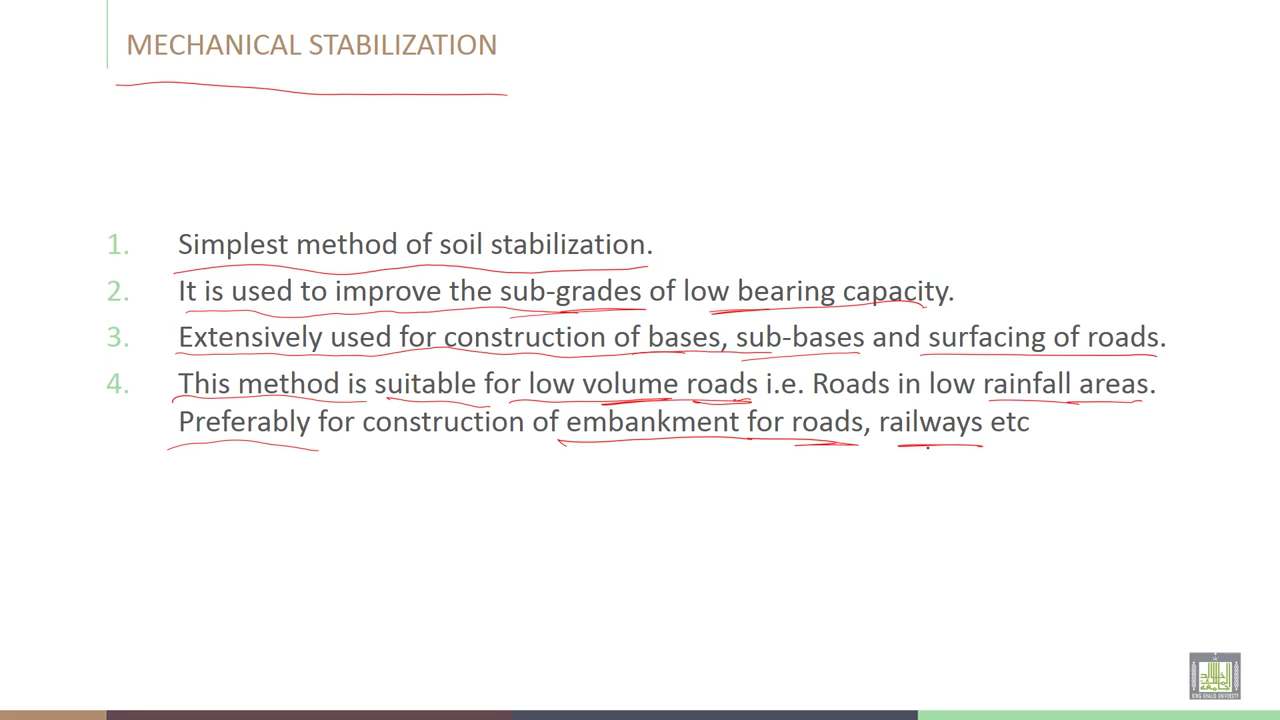 MECHANICAL STABILIZATION
1. Simplest method of soil stabilization.
2. It is used to improve the sub-grades of low bearing capacity.
3. Extensively used for construction of bases, sub-bases and surfacing of roads.
4. This method is suitable for low volume roads i.e. Roads in low rainfall areas.
Preferably for construction of embankment for roads, railways etc
KING KHALID UNIVERSITY